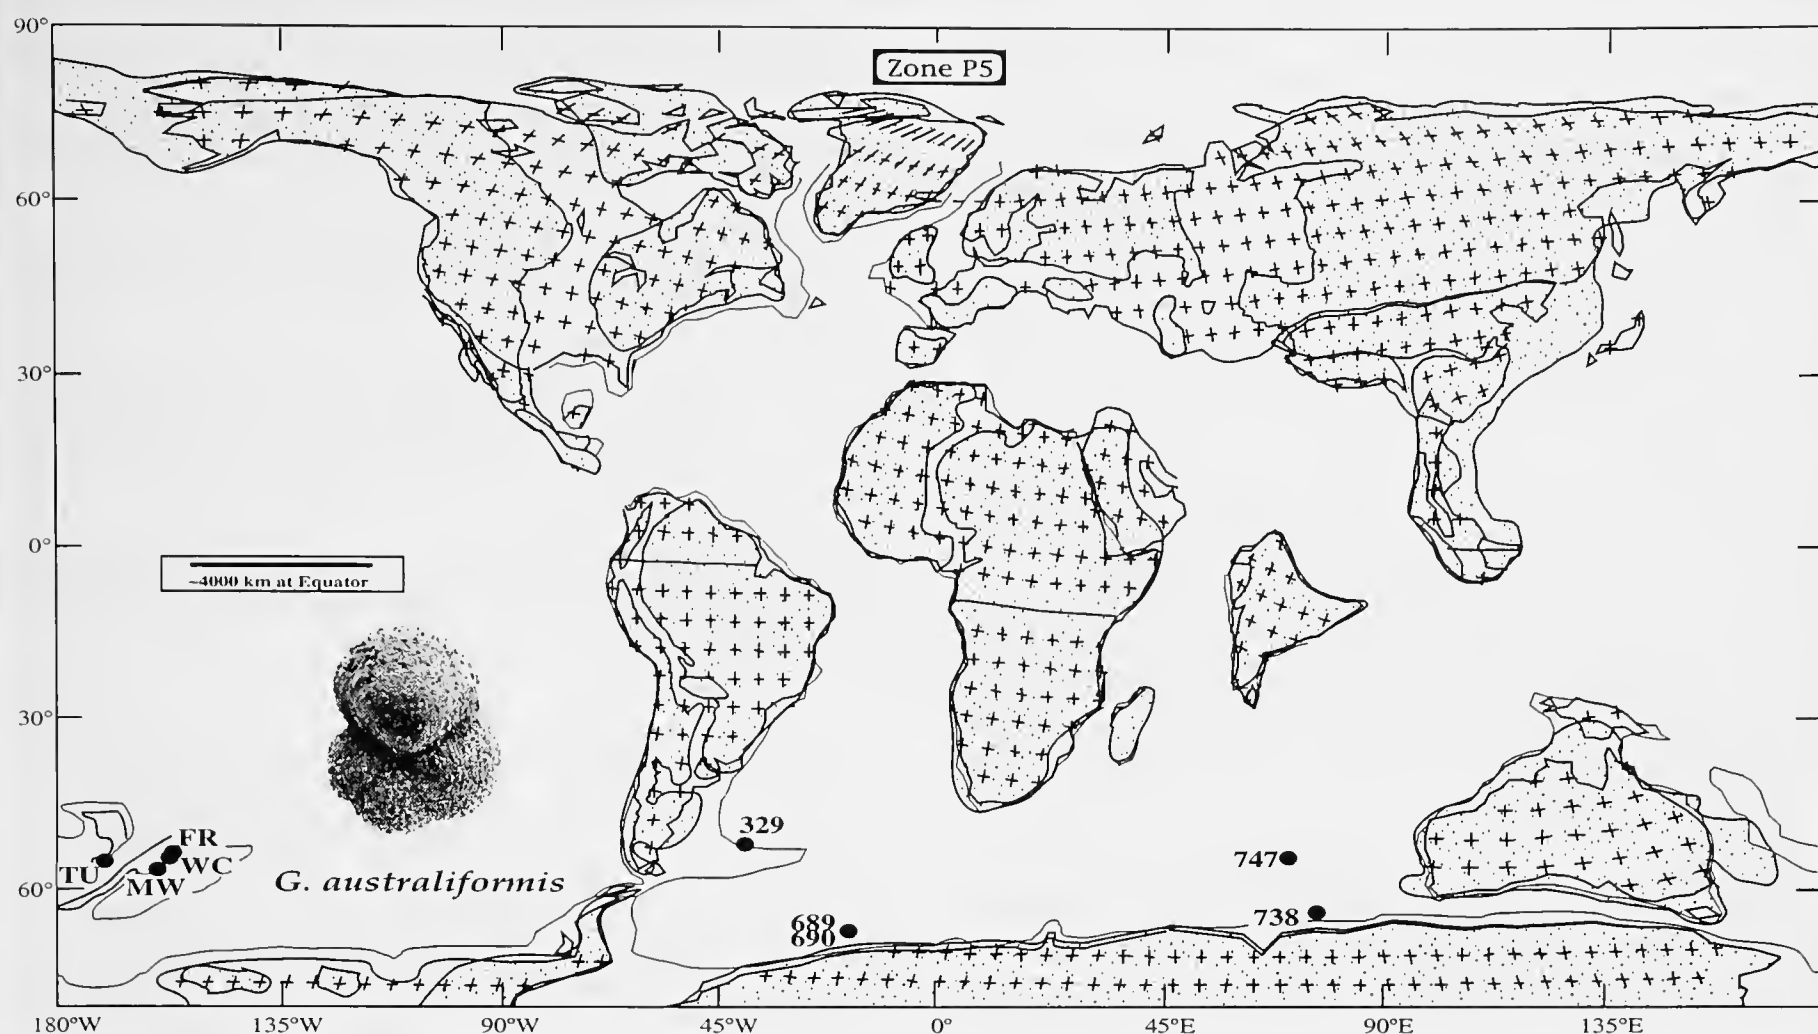 90°
Zone P5
60°
30°
0°
~4000 km at Equator
30°
329
FR
TU
WC
MW
747
G. australiformis
60°
738
689
690
180°W
135°W
90°W
45°W
0°
45°E
90°E
135°E